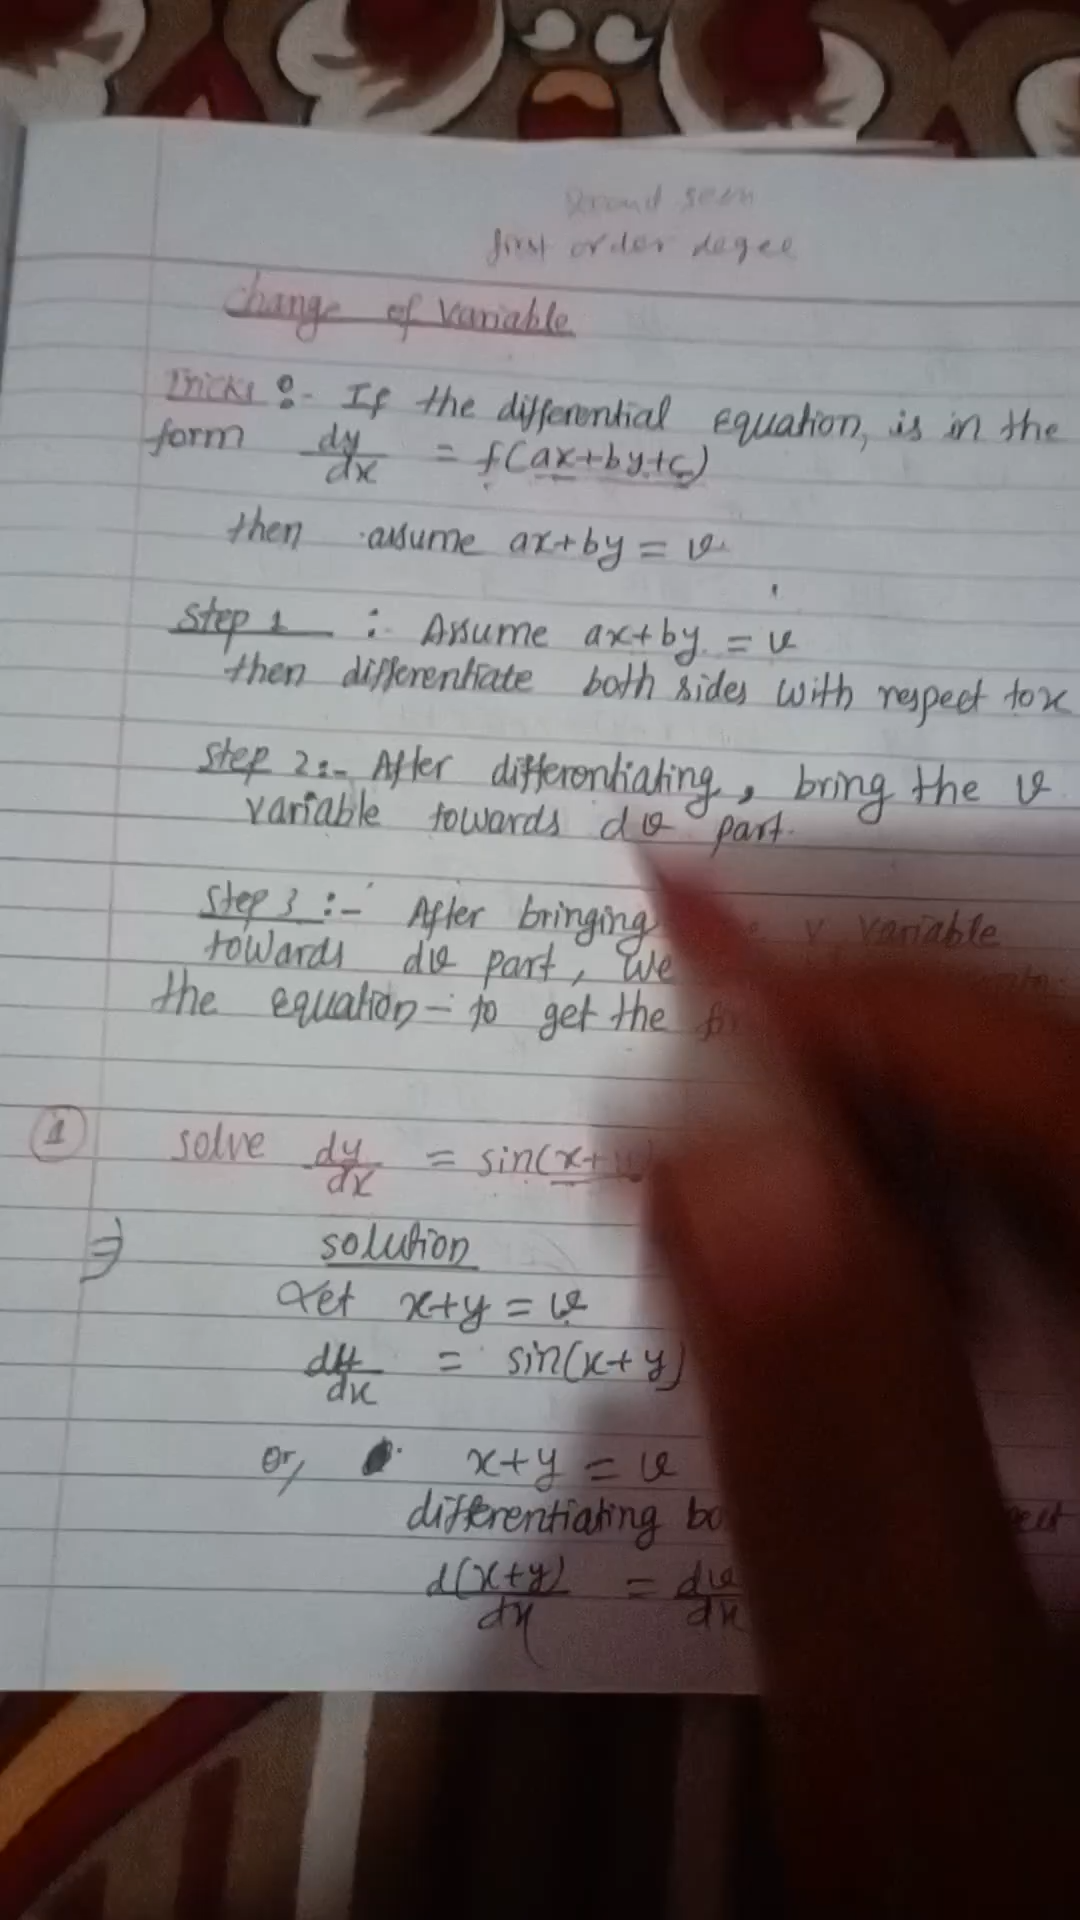 first order degee
Change of Variable
Tricks :- If the differential equation, is in the
form dy/dx = f(ax+by+c)
then assume ax+by = v
Step 1 : Assume ax+by = v
then differentiate both sides with respect to x
Step 2:- After differentiating, bring the v
variable towards dv part.
Step 3 :- After bringing v variable
towards dv part, we
the equation - to get the
1 solve dy/dx = sin(x+y)
⇒ solution
Let x+y = v
dy/dx = sin(x+y)
or, x+y = v
differentiating
d(x+y)/dx = dv/dx